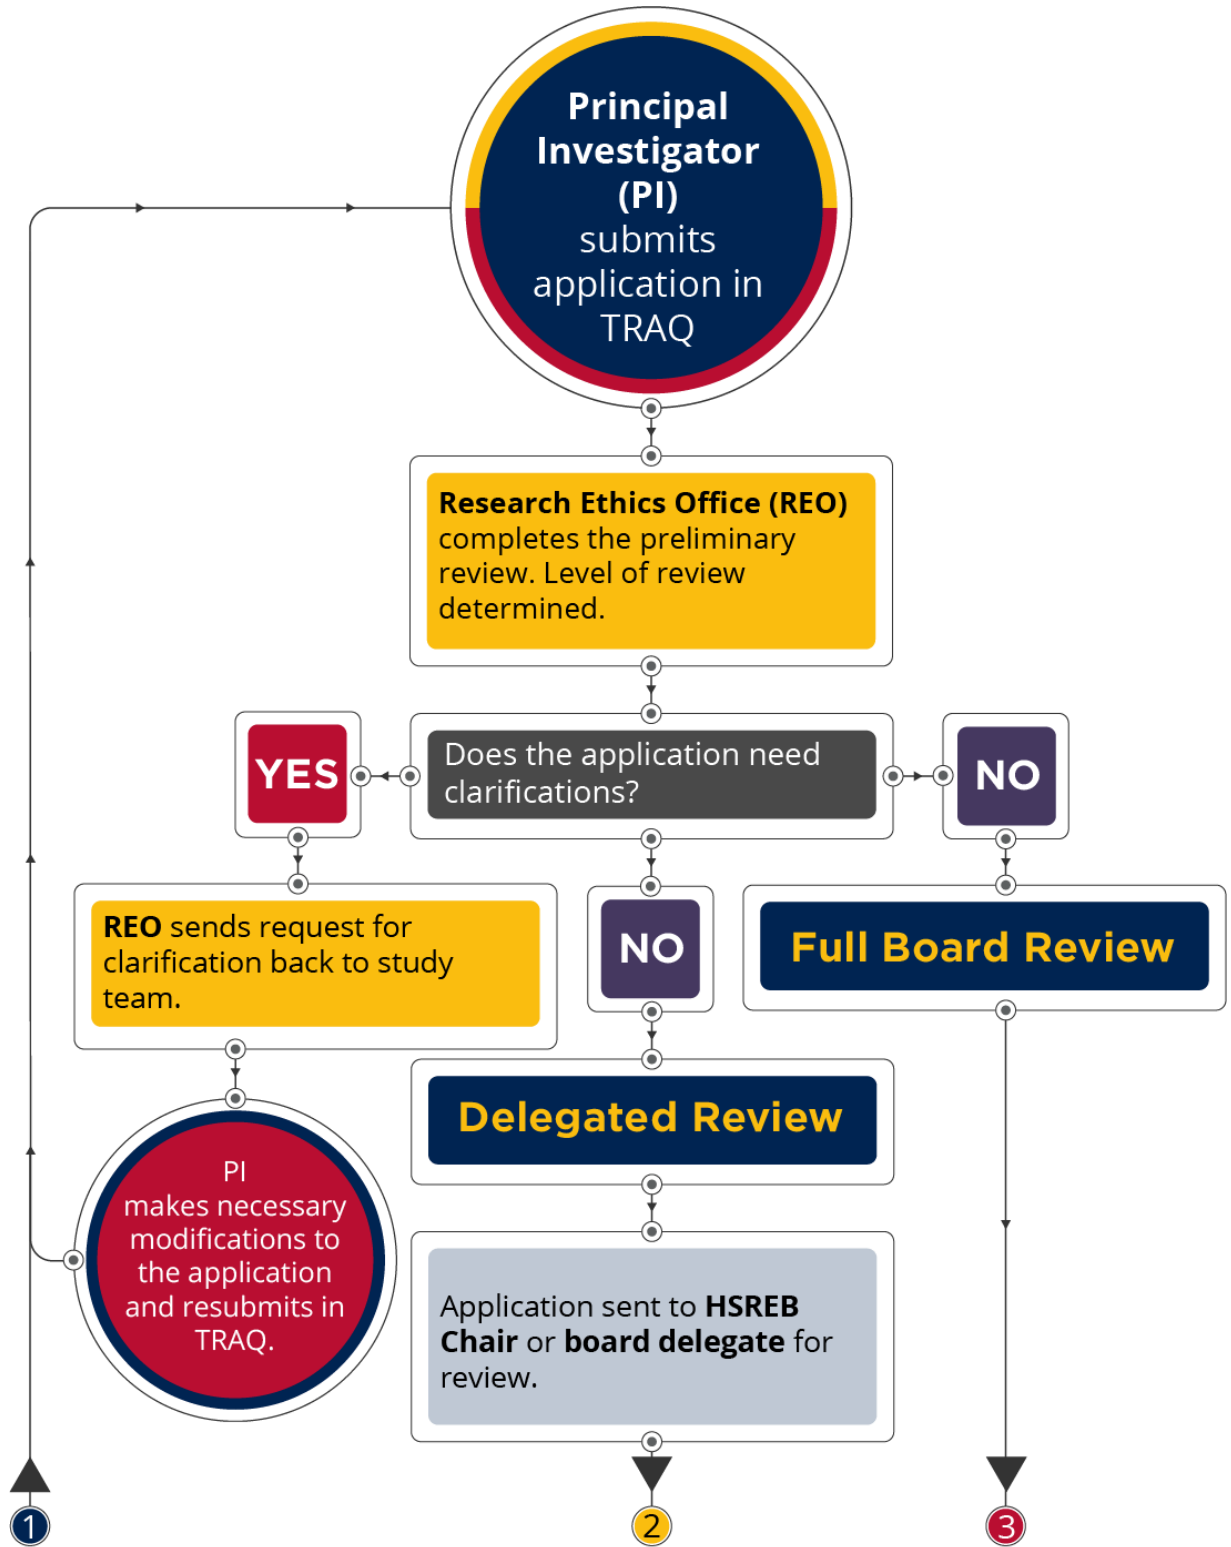 Principal
Investigator
(PI)
submits
application in
TRAQ
Research Ethics Office (REO)
completes the preliminary
review. Level of review
determined.
YES
Does the application need
clarifications?
NO
REO sends request for
clarification back to study
team.
NO
Full Board Review
Delegated Review
PI
makes necessary
modifications to
the application
and resubmits in
TRAQ.
Application sent to HSREB
Chair or board delegate for
review.
1
2
3